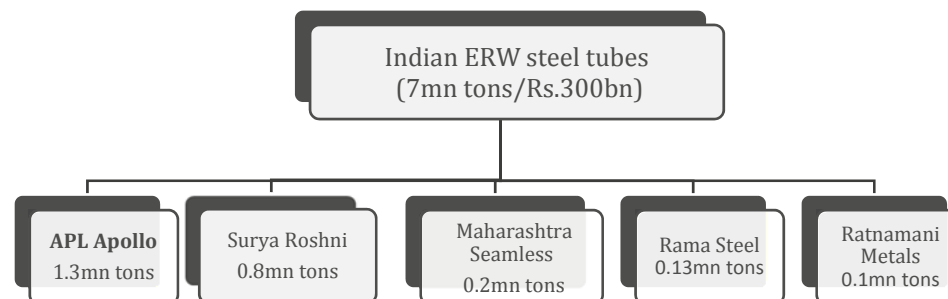 Indian ERW steel tubes
(7mn tons/Rs.300bn)
APL Apollo
1.3mn tons
Surya Roshni
0.8mn tons
Maharashtra
Seamless
0.2mn tons
Rama Steel
0.13mn tons
Ratnamani
Metals
0.1mn tons